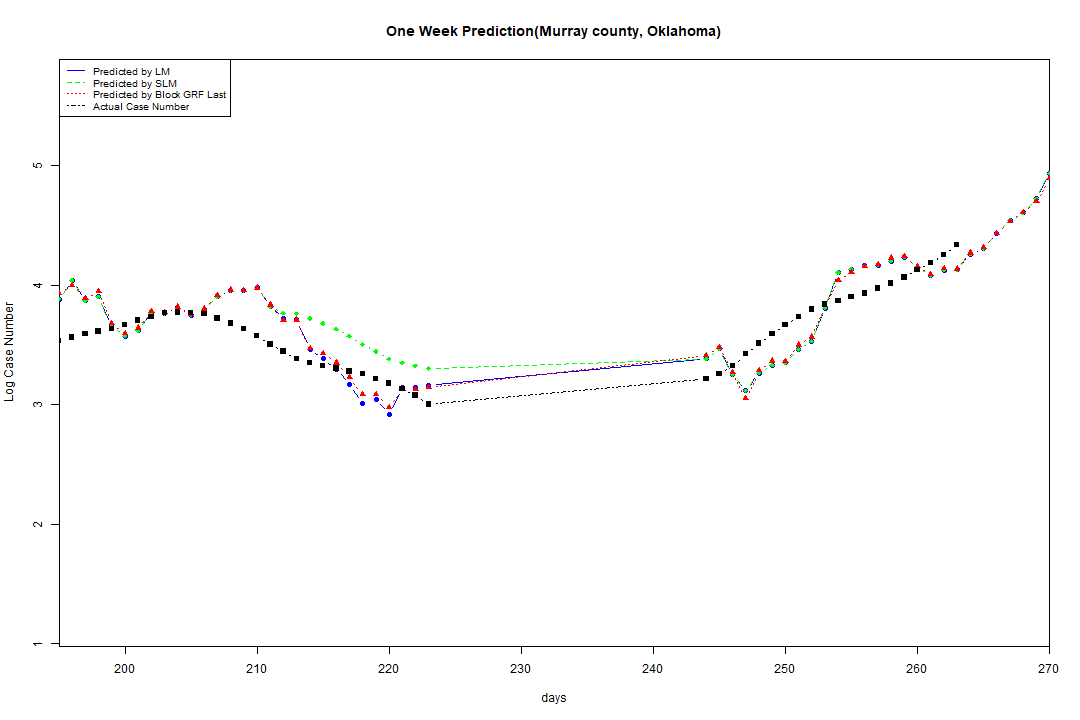 One Week Prediction(Murray county, Oklahoma)
Predicted by LM
Predicted by SLM
Predicted by Block GRF Last
Actual Case Number
5
4
3
2
1
Log Case Number
200 210 220 230 240 250 260 270
days